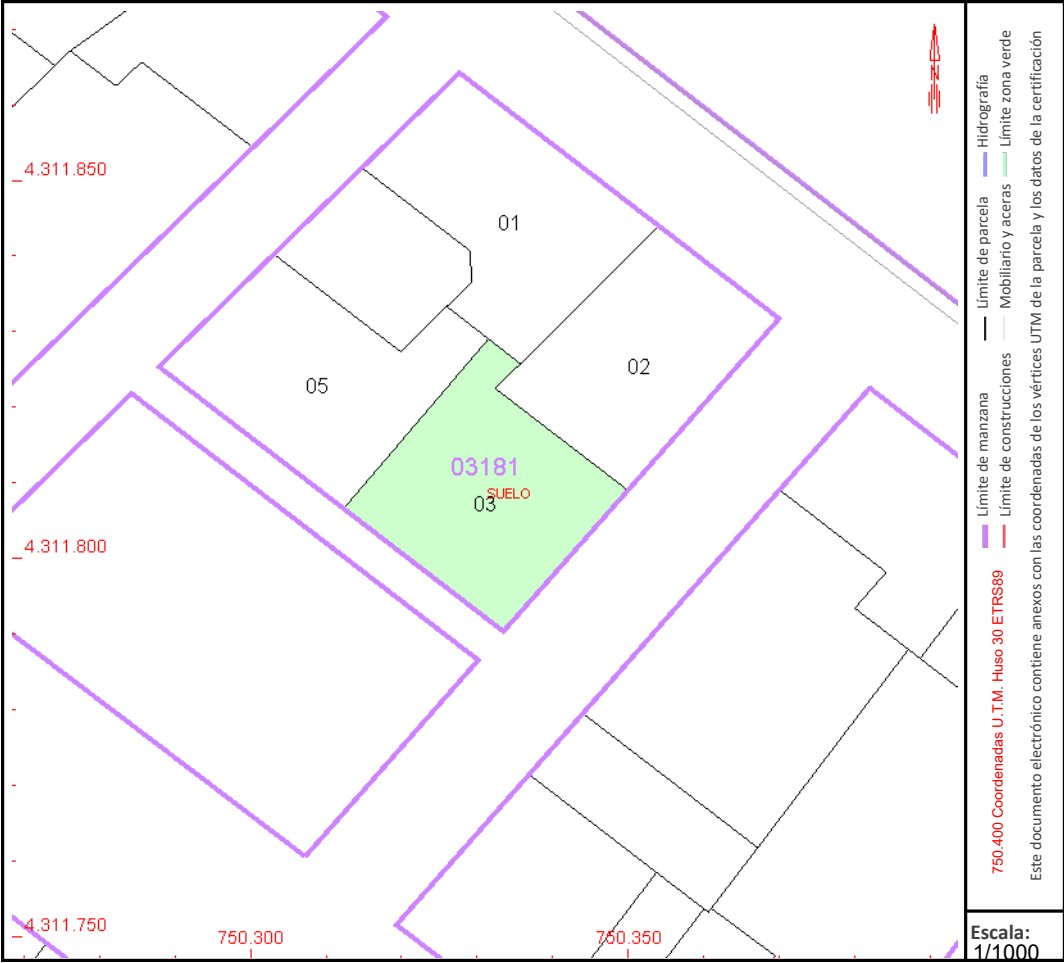 4.311.850
01
02
05
03181
SUELO
03
4.311.800
4.311.750
750.300
750.350
N
Límite de manzana
Límite de parcela
Hidrografía
Límite de construcciones
Mobiliario y aceras
Límite zona verde
750.400 Coordenadas U.T.M. Huso 30 ETRS89
Este documento electrónico contiene anexos con las coordenadas de los vértices UTM de la parcela y los datos de la certificación
Escala:
1/1000